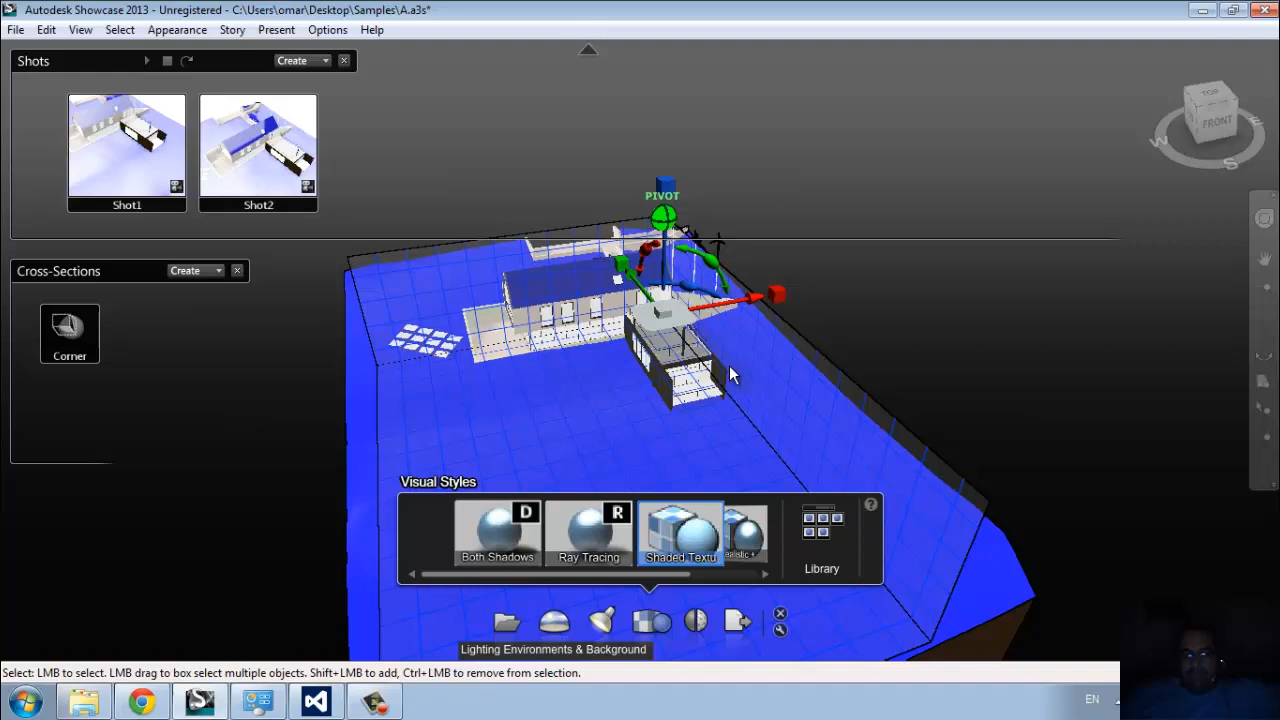 Autodesk Showcase 2013 - Unregistered - C:\Users\omar\Desktop\Samples\A.a3s*
File Edit View Select Appearance Story Present Options Help
Shots
Create
Shot1
Shot2
Cross-Sections
Create
Corner
TOP
FRONT
W
S
E
PIVOT
Visual Styles
D
R
Both Shadows
Ray Tracing
Shaded Textu
ealistic +
Library
?
Lighting Environments & Background
Select: LMB to select. LMB drag to box select multiple objects. Shift+LMB to add, Ctrl+LMB to remove from selection.
EN